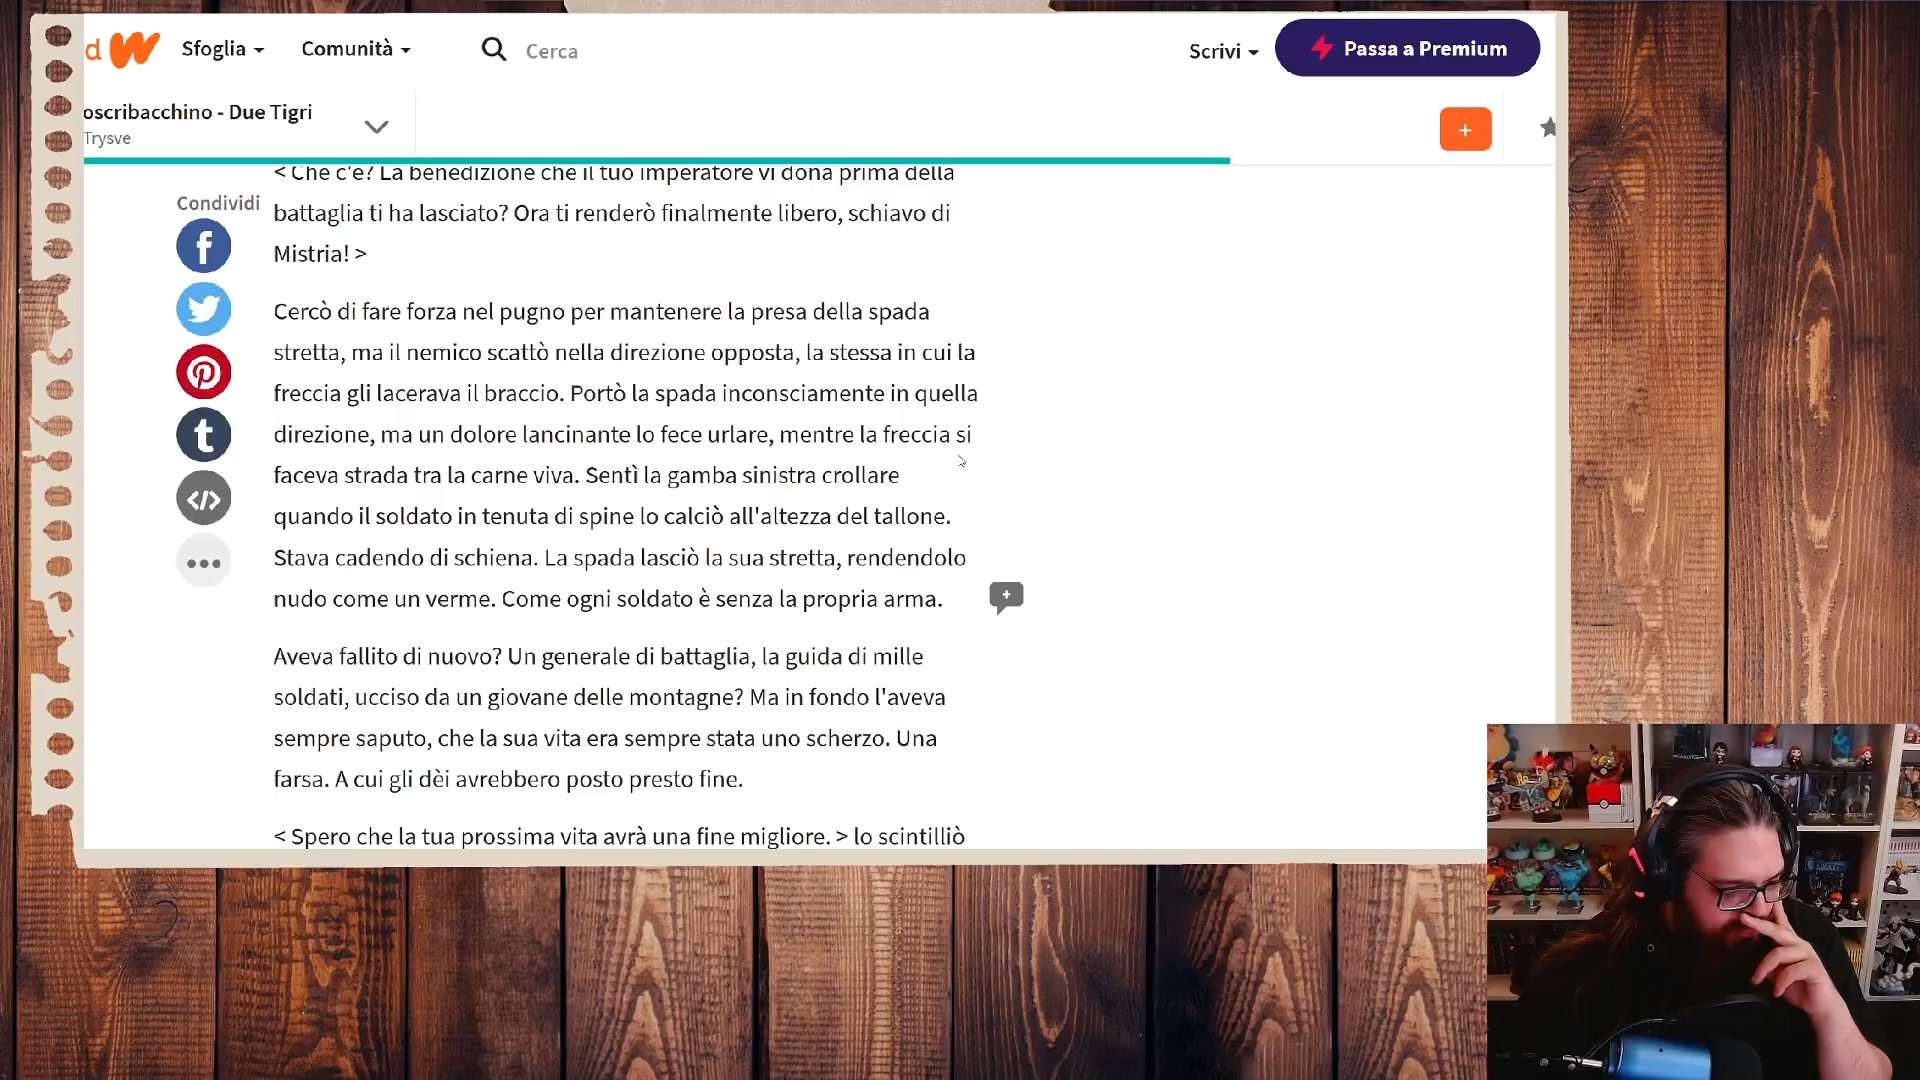 d
Sfoglia
Comunità
Cerca
Scrivi
Passa a Premium
oscribacchino - Due Tigri
Trysve
+
Condividi
< Che c'è? La benedizione che il tuo imperatore vi dona prima della
battaglia ti ha lasciato? Ora ti renderò finalmente libero, schiavo di
Mistria! >
Cercò di fare forza nel pugno per mantenere la presa della spada
stretta, ma il nemico scattò nella direzione opposta, la stessa in cui la
freccia gli lacerava il braccio. Portò la spada inconsciamente in quella
direzione, ma un dolore lancinante lo fece urlare, mentre la freccia si
faceva strada tra la carne viva. Sentì la gamba sinistra crollare
quando il soldato in tenuta di spine lo calciò all'altezza del tallone.
Stava cadendo di schiena. La spada lasciò la sua stretta, rendendolo
nudo come un verme. Come ogni soldato è senza la propria arma.
Aveva fallito di nuovo? Un generale di battaglia, la guida di mille
soldati, ucciso da un giovane delle montagne? Ma in fondo l'aveva
sempre saputo, che la sua vita era sempre stata uno scherzo. Una
farsa. A cui gli dèi avrebbero posto presto fine.
< Spero che la tua prossima vita avrà una fine migliore. > lo scintilliò